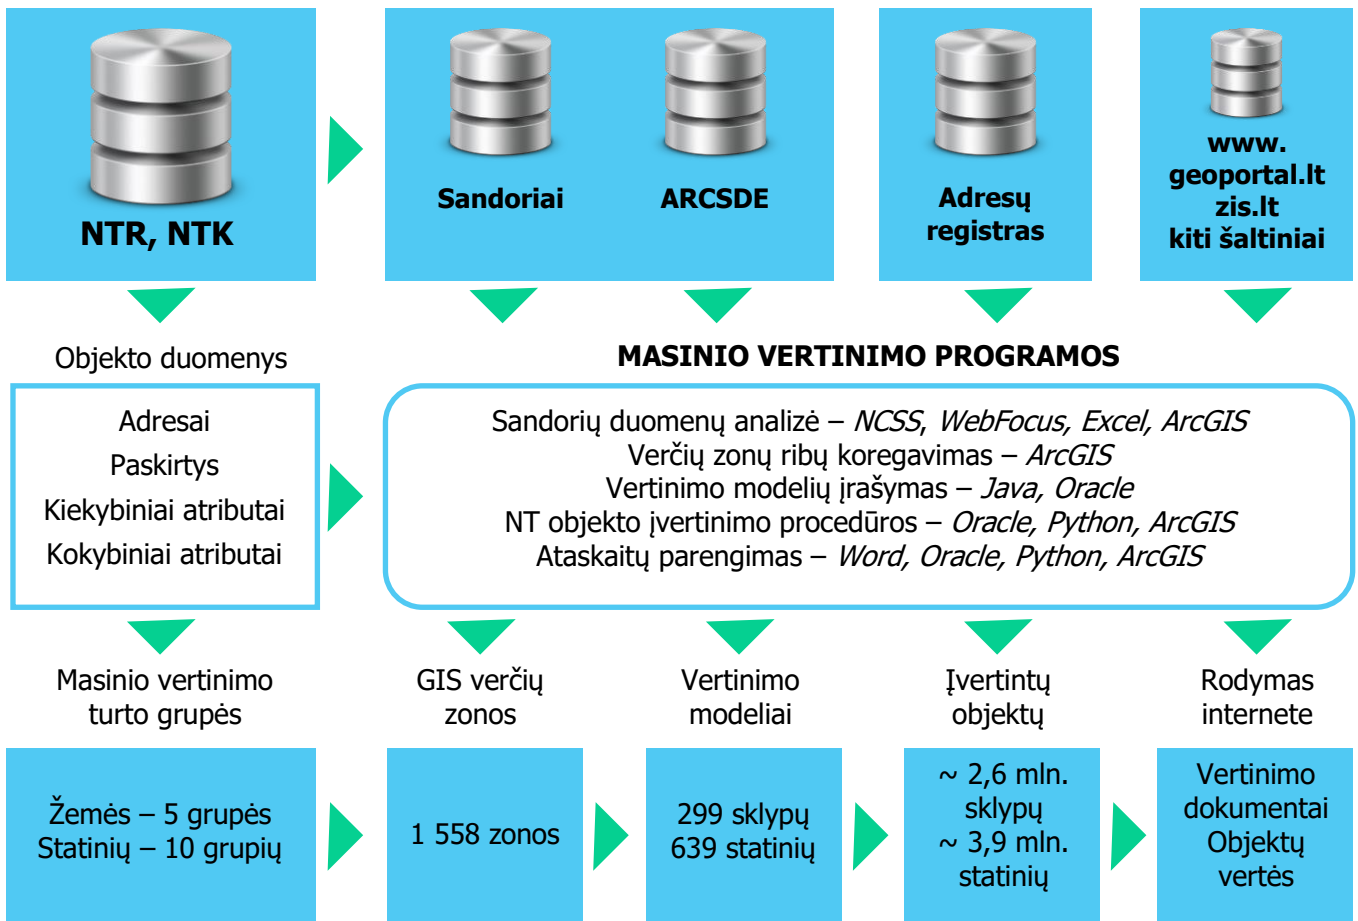 NTR, NTK
Sandoriai
ARCSDE
Adresų
registras
www.
geoportal.lt
zis.lt
kiti šaltiniai
Objekto duomenys
Adresai
Paskirtys
Kiekybiniai atributai
Kokybiniai atributai
MASINIO VERTINIMO PROGRAMOS
Sandorių duomenų analizė – NCSS, WebFocus, Excel, ArcGIS
Verčių zonų ribų koregavimas – ArcGIS
Vertinimo modelių įrašymas – Java, Oracle
NT objekto įvertinimo procedūros – Oracle, Python, ArcGIS
Ataskaitų parengimas – Word, Oracle, Python, ArcGIS
Masinio vertinimo
turto grupės
Žemės – 5 grupės
Statinių – 10 grupių
GIS verčių
zonos
1 558 zonos
Vertinimo
modeliai
299 sklypų
639 statinių
Įvertintų
objektų
~ 2,6 mln.
sklypų
~ 3,9 mln.
statinių
Rodymas
internete
Vertinimo
dokumentai
Objektų
vertės